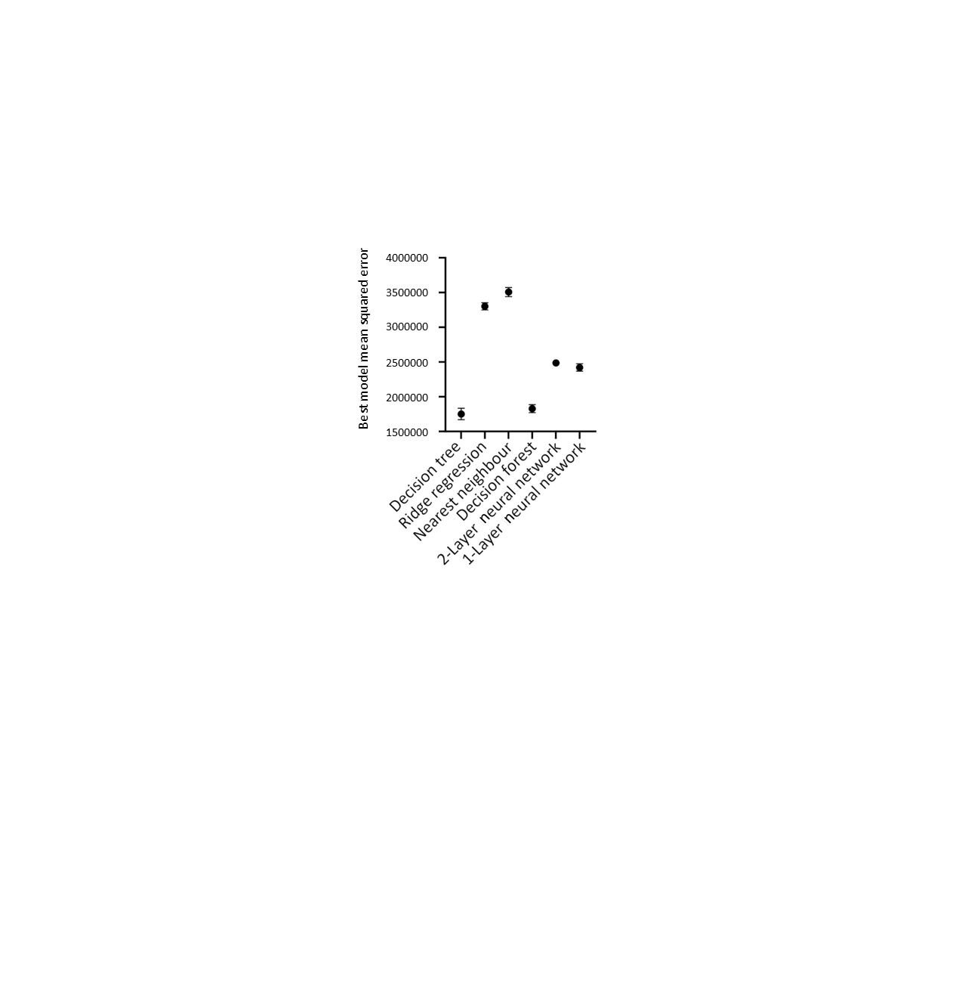 Best model mean squared error
4000000
3500000
3000000
2500000
2000000
1500000
Decision tree
Ridge regression
Nearest neighbour
Decision forest
2-Layer neural network
1-Layer neural network